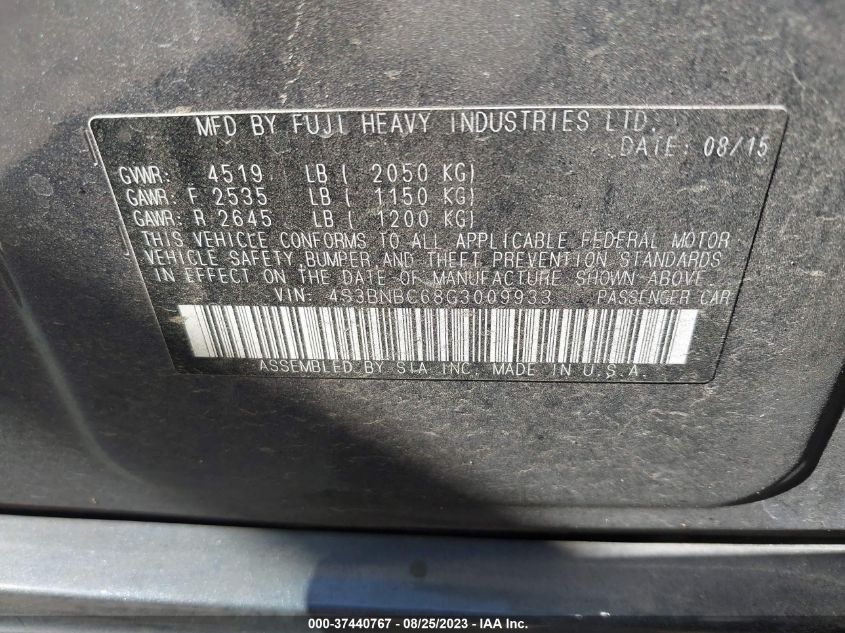 MFD BY FUJI HEAVY INDUSTRIES LTD.
DATE: 08/15
GVWR: 4519 LB ( 2050 KG)
GAWR: F 2535 LB ( 1150 KG)
GAWR: R 2645 LB ( 1200 KG)
THIS VEHICLE CONFORMS TO ALL APPLICABLE FEDERAL MOTOR
VEHICLE SAFETY BUMPER AND THEFT PREVENTION STANDARDS
IN EFFECT ON THE DATE OF MANUFACTURE SHOWN ABOVE.
VIN: 4S3BNBC68G3009933 PASSENGER CAR
ASSEMBLED BY SIA INC. MADE IN U.S.A.
000-37440767 / 08/25/2023 - IAA Inc.